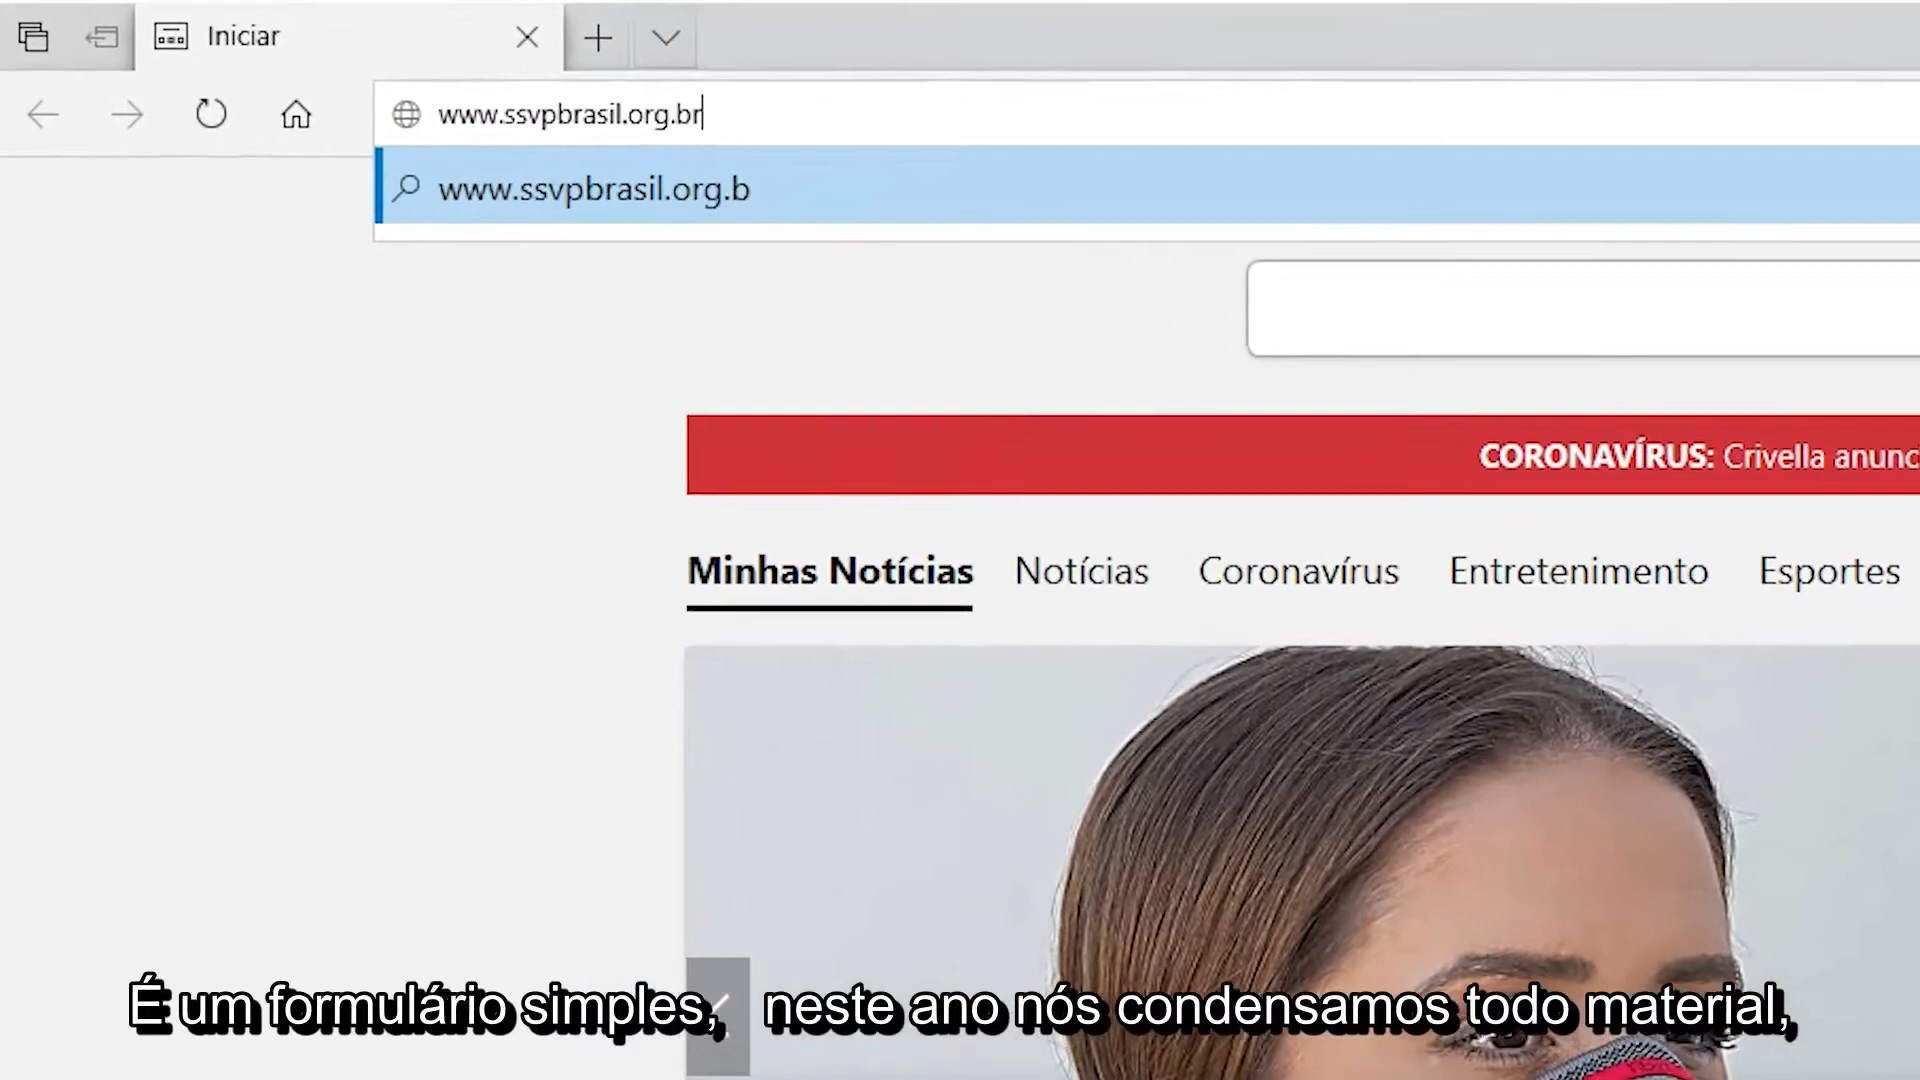 Iniciar
www.ssvpbrasil.org.br
www.ssvpbrasil.org.b
CORONAVÍRUS: Crivella anunc
Minhas Notícias Notícias Coronavírus Entretenimento Esportes
É um formulário simples, neste ano nós condensamos todo material,